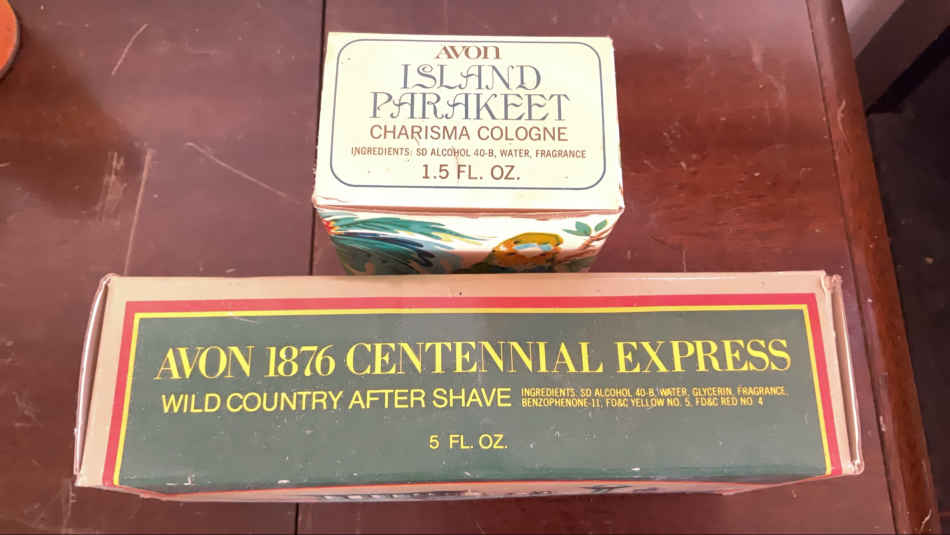 AVON
ISLAND
PARAKEET
CHARISMA COLOGNE
INGREDIENTS: SD ALCOHOL 40-B, WATER, FRAGRANCE
1.5 FL. OZ.
AVON 1876 CENTENNIAL EXPRESS
WILD COUNTRY AFTER SHAVE
INGREDIENTS: SD ALCOHOL 40-B, WATER, GLYCERIN, FRAGRANCE,
BENZOPHENONE-11, FD&C YELLOW NO. 5, FD&C RED NO. 4
5 FL. OZ.